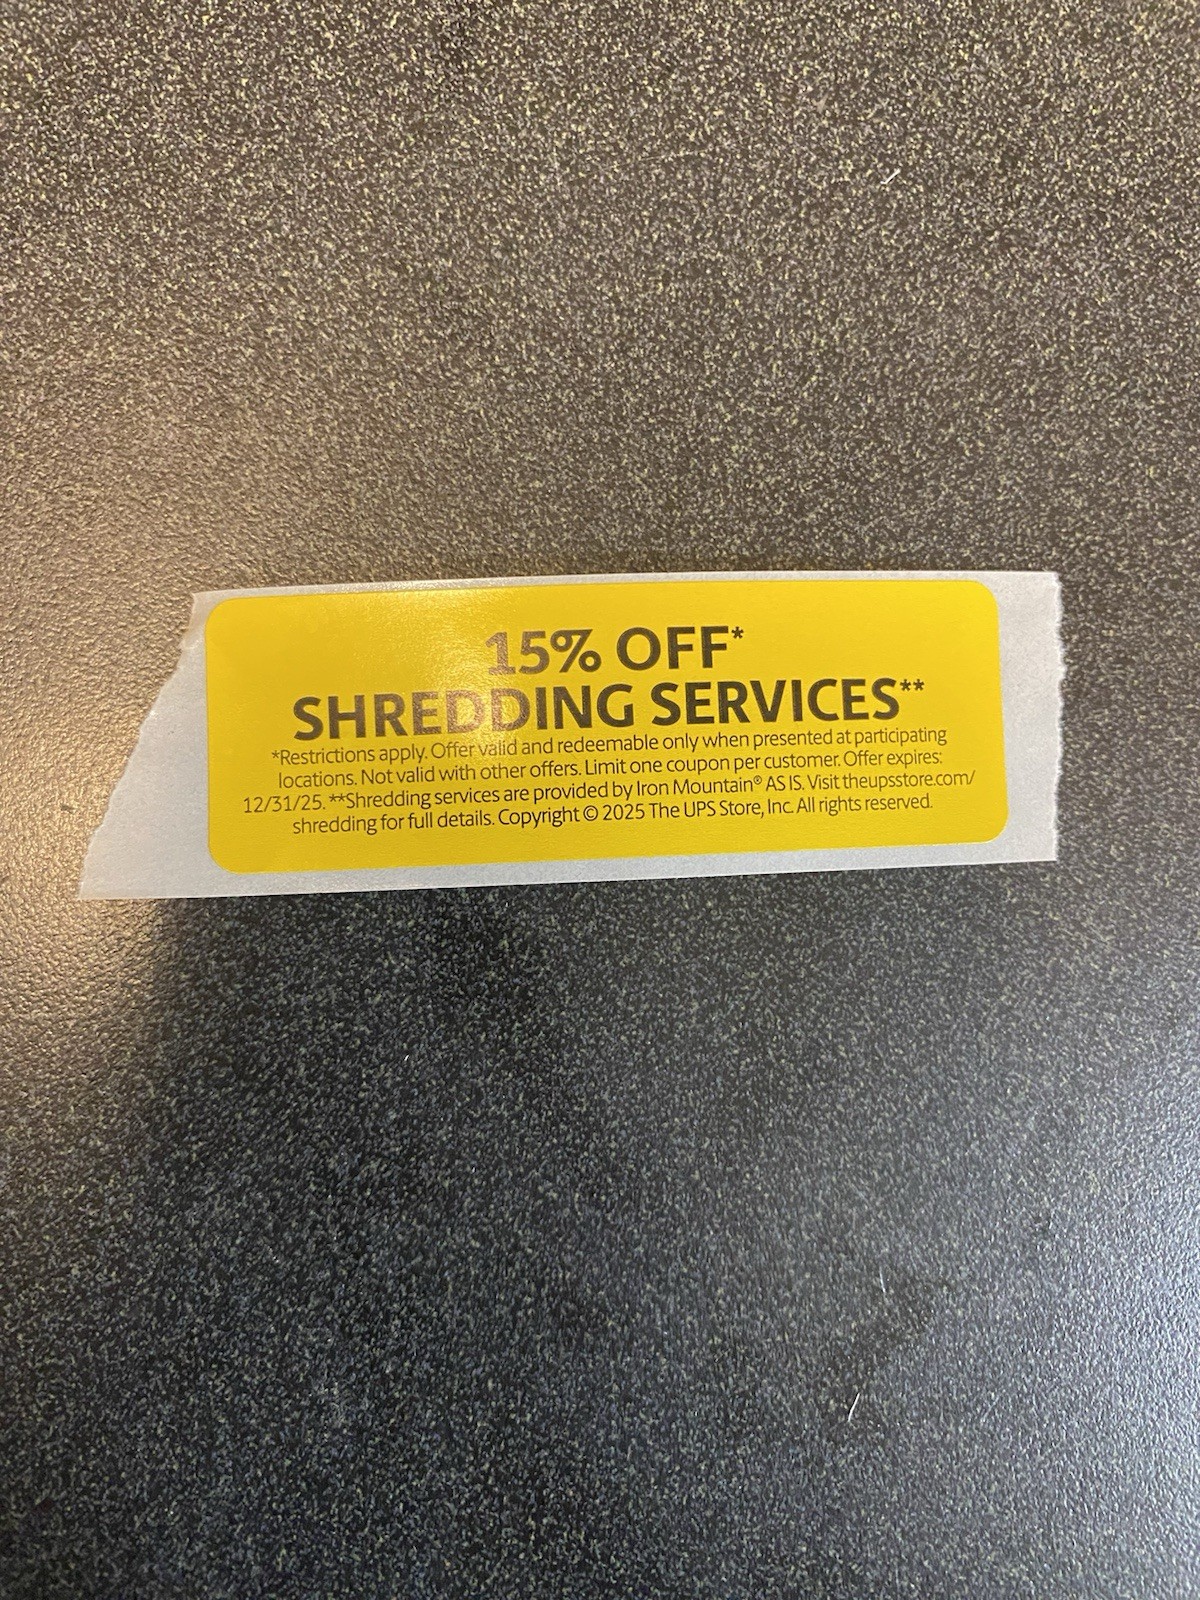 15% OFF*
SHREDDING SERVICES**
*Restrictions apply. Offer valid and redeemable only when presented at participating
locations. Not valid with other offers. Limit one coupon per customer. Offer expires:
12/31/25. **Shredding services are provided by Iron Mountain® AS IS. Visit theupsstore.com/
shredding for full details. Copyright © 2025 The UPS Store, Inc. All rights reserved.